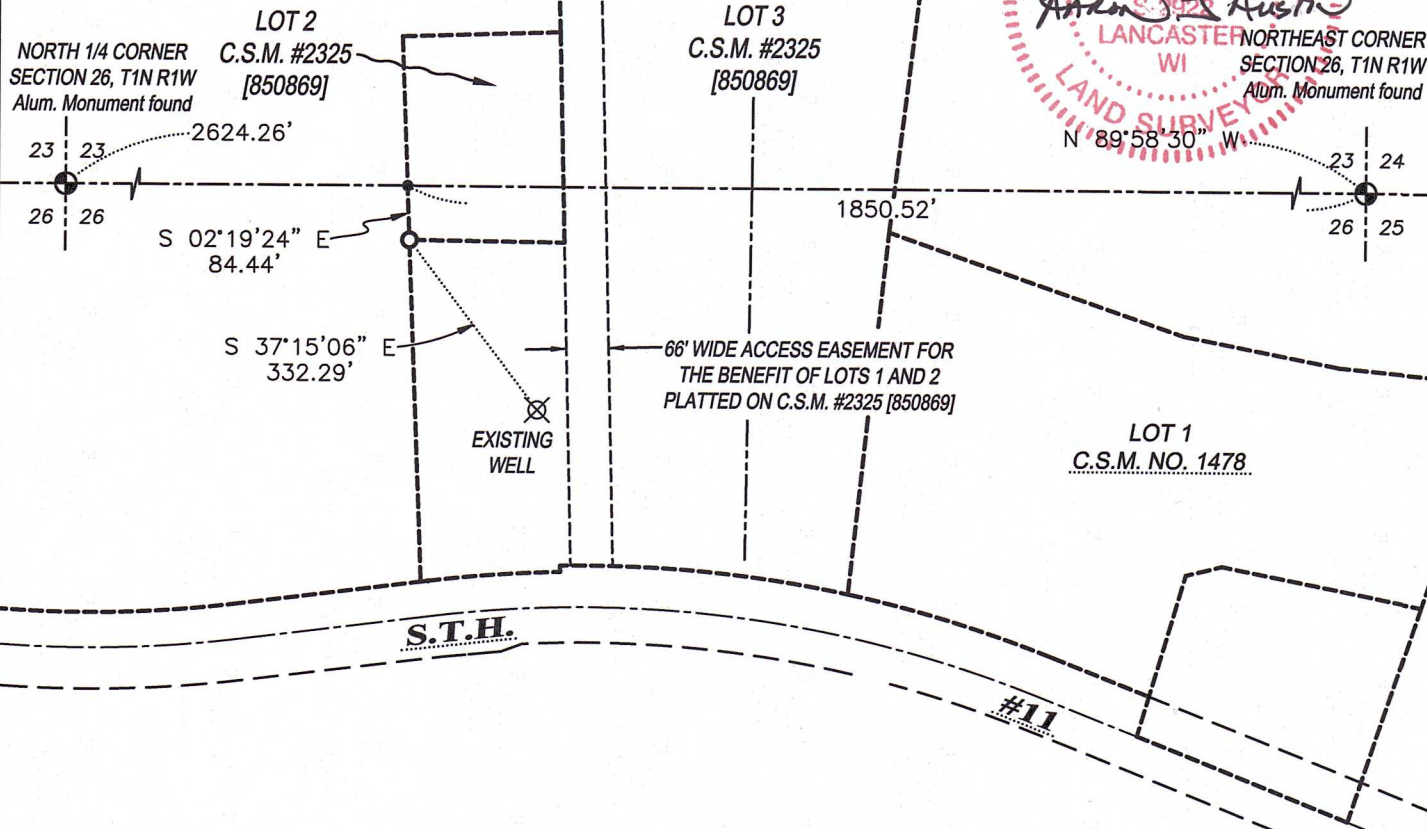 LOT 2
C.S.M. #2325
[850869]
LOT 3
C.S.M. #2325
[850869]
AARON J AUSTIN
LANCASTER
WI
LAND SURVEYOR
NORTH 1/4 CORNER
SECTION 26, T1N R1W
Alum. Monument found
NORTHEAST CORNER
SECTION 26, T1N R1W
Alum. Monument found
2624.26'
N 89°58'30" W
23 23
26 26
23 24
26 25
1850.52'
S 02°19'24" E
84.44'
S 37°15'06" E
332.29'
66' WIDE ACCESS EASEMENT FOR
THE BENEFIT OF LOTS 1 AND 2
PLATTED ON C.S.M. #2325 [850869]
EXISTING
WELL
LOT 1
C.S.M. NO. 1478
S.T.H.
#11